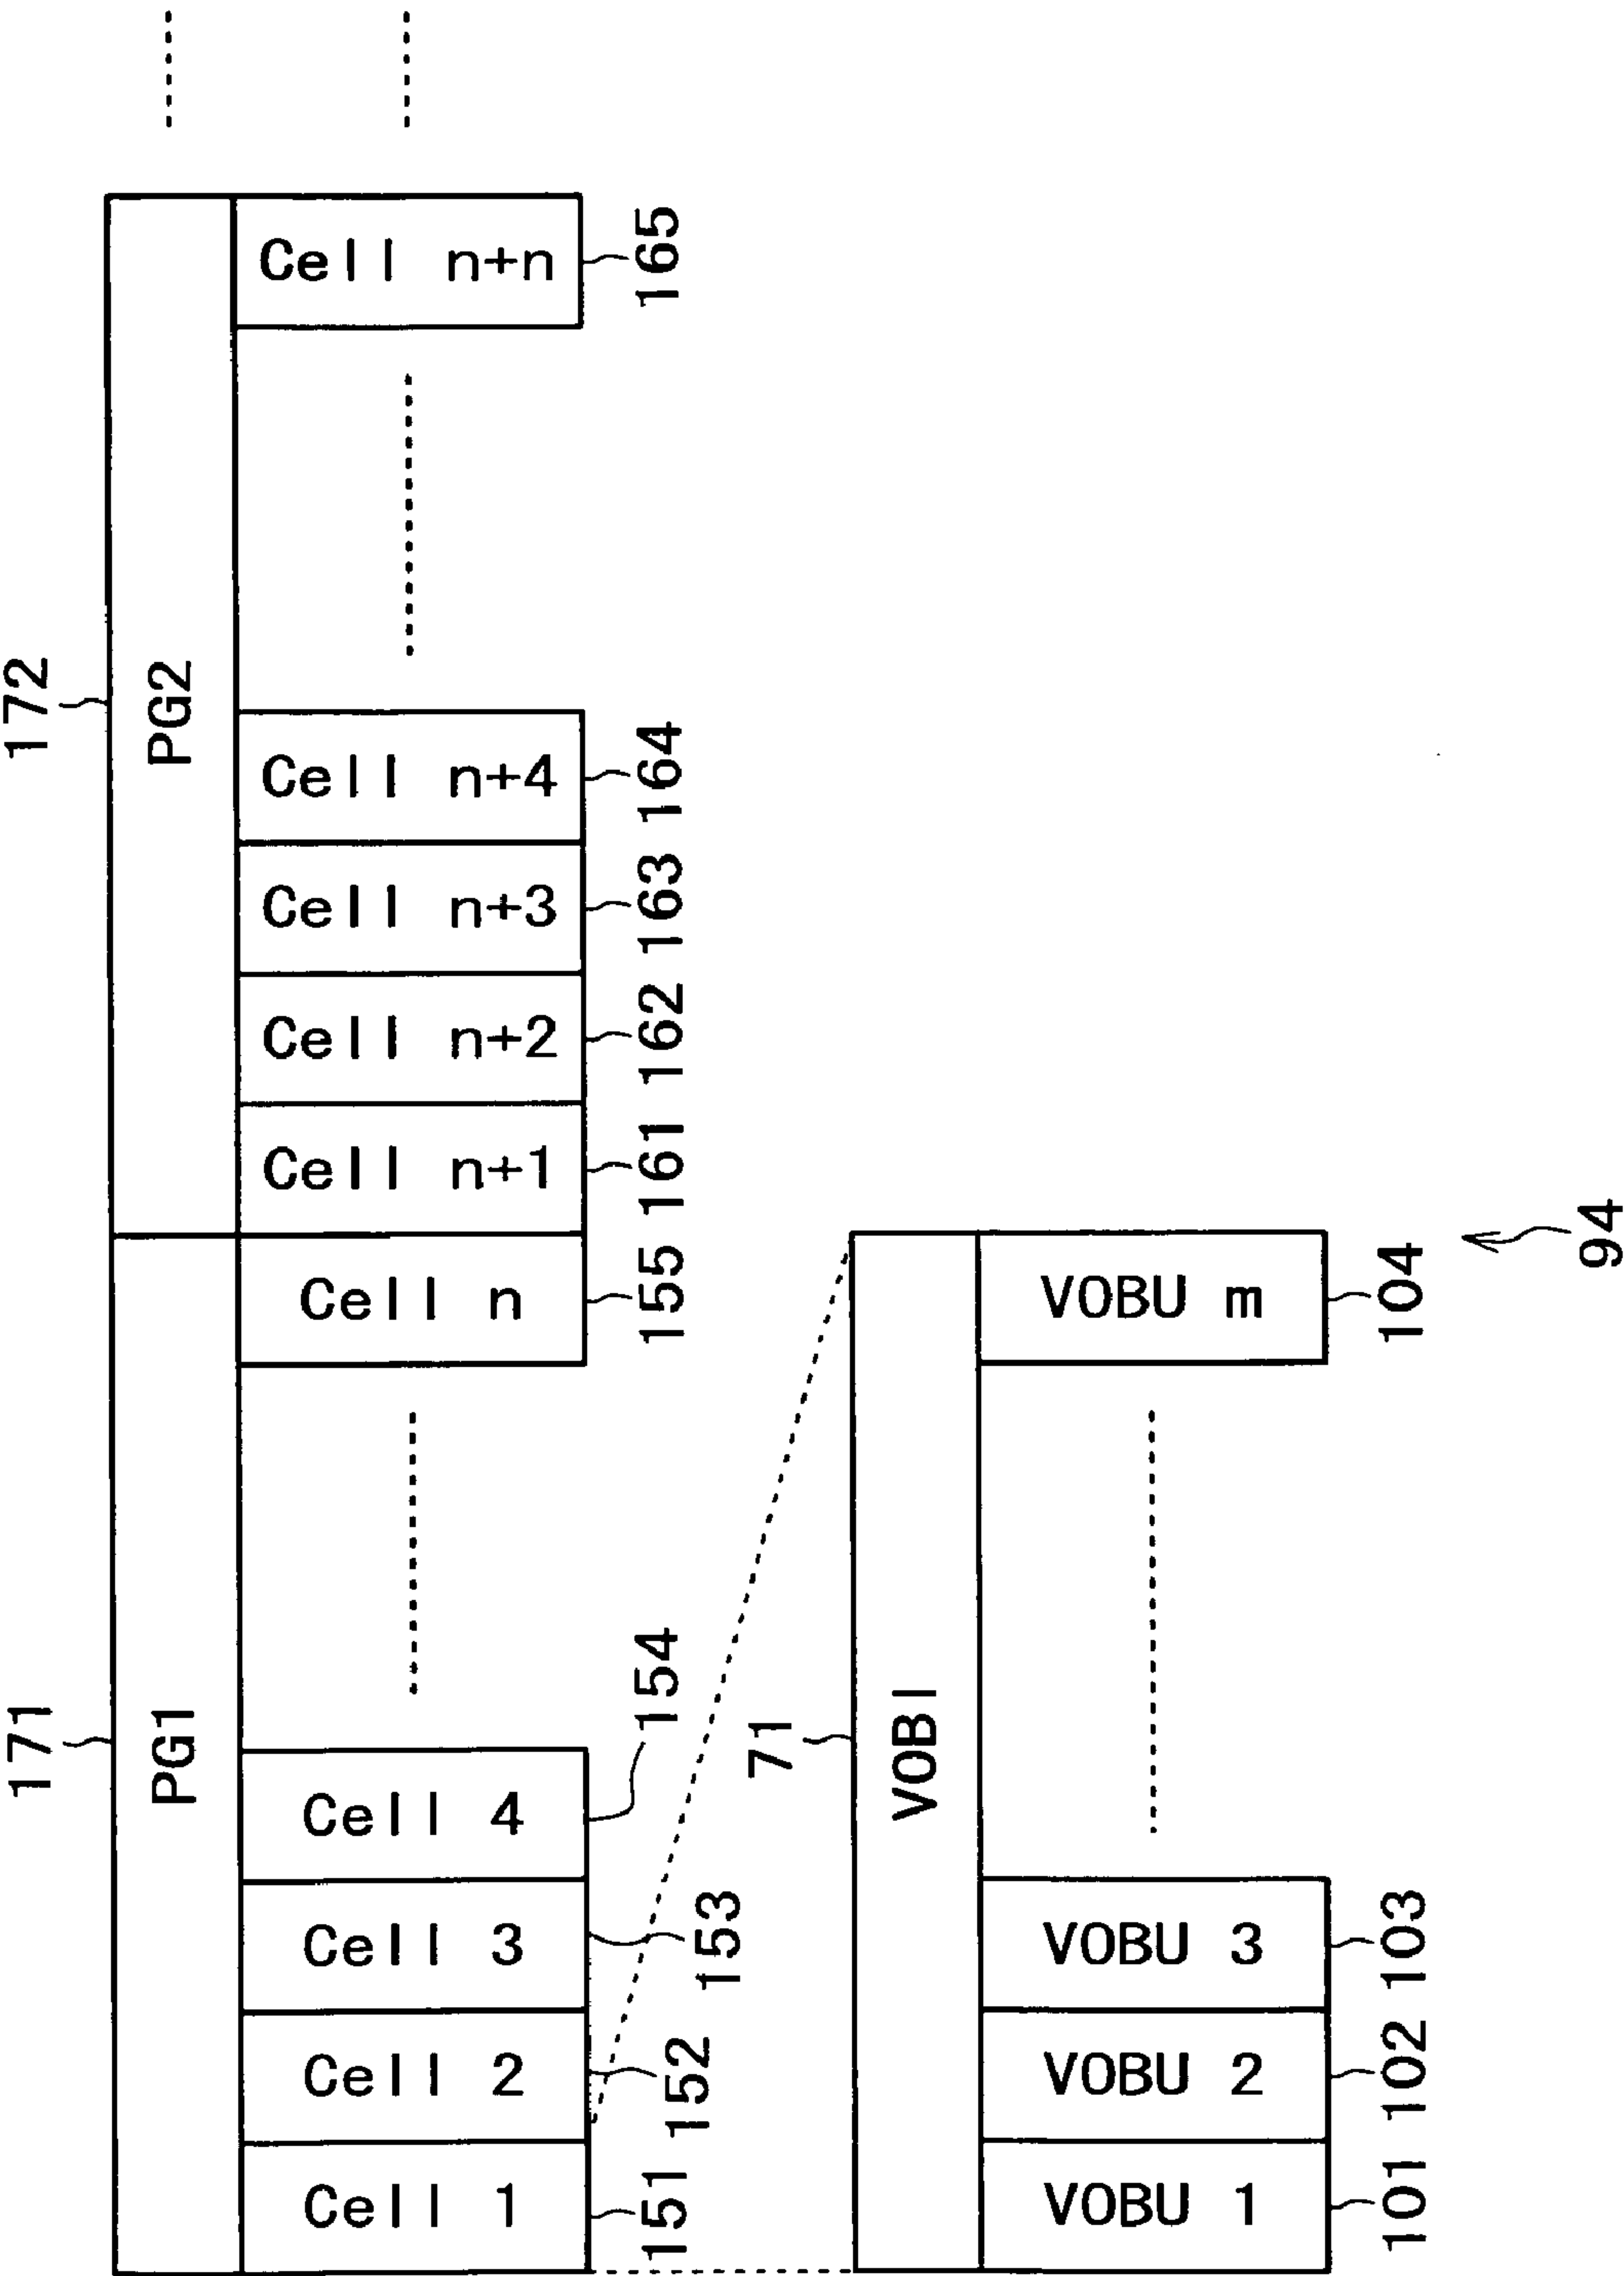 171
172
PG1
PG2
Cell 1
Cell 2
Cell 3
Cell 4
Cell n
Cell n+1
Cell n+2
Cell n+3
Cell n+4
Cell n+n
151
152
153
154
155
161
162
163
164
165
71
VOBI
VOBU 1
VOBU 2
VOBU 3
VOBU m
101
102
103
104
94